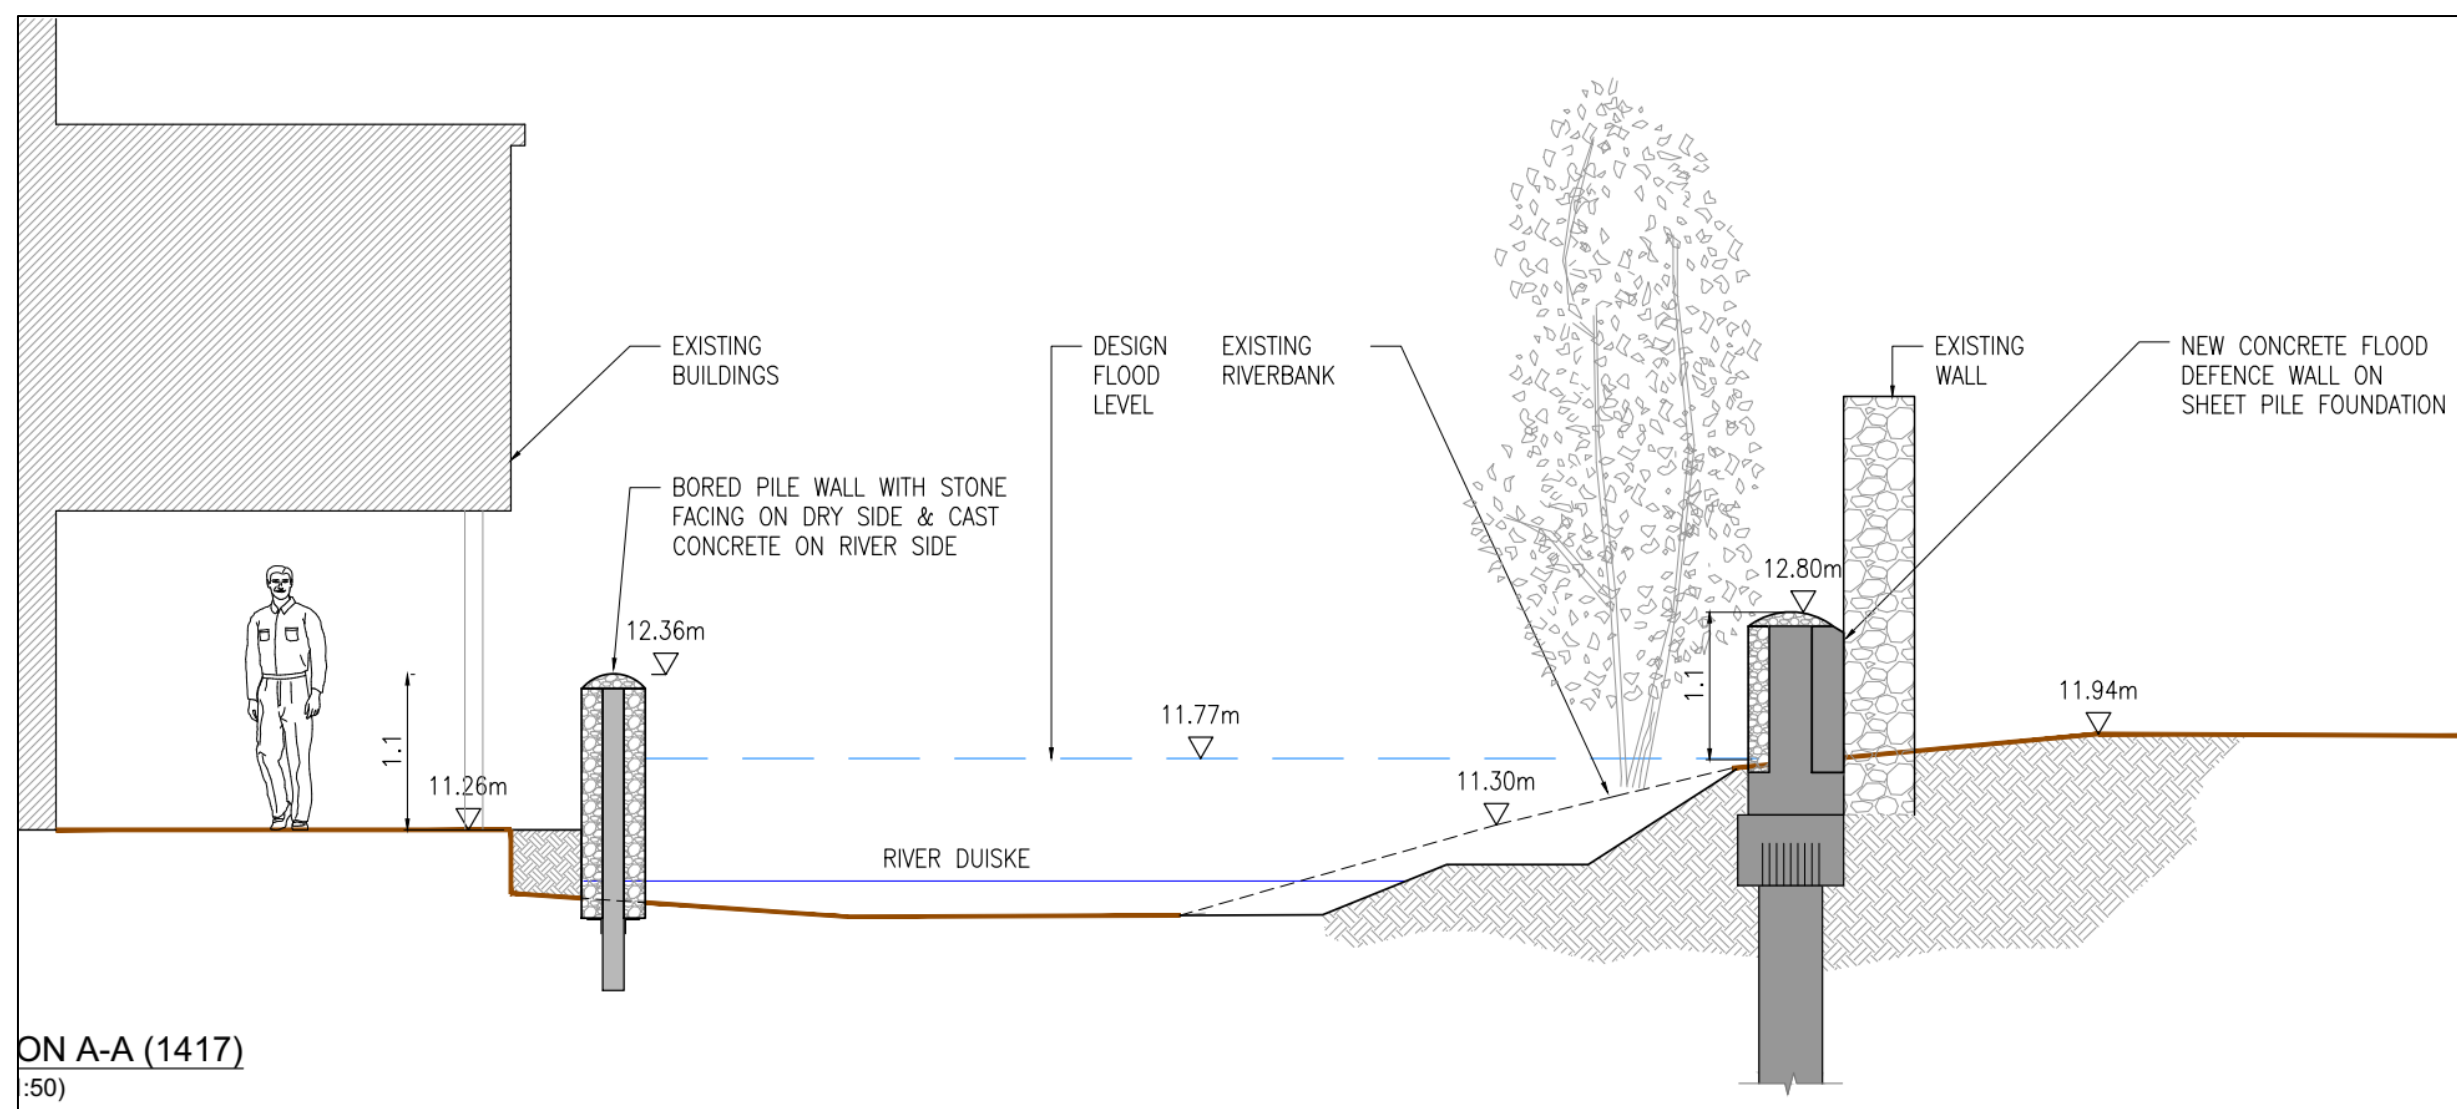 EXISTING
BUILDINGS
DESIGN
FLOOD
LEVEL
EXISTING
RIVERBANK
EXISTING
WALL
NEW CONCRETE FLOOD
DEFENCE WALL ON
SHEET PILE FOUNDATION
BORED PILE WALL WITH STONE
FACING ON DRY SIDE & CAST
CONCRETE ON RIVER SIDE
12.80m
12.36m
1.1
11.94m
11.77m
1.1
11.26m
11.30m
RIVER DUISKE
ON A-A (1417)
:50)